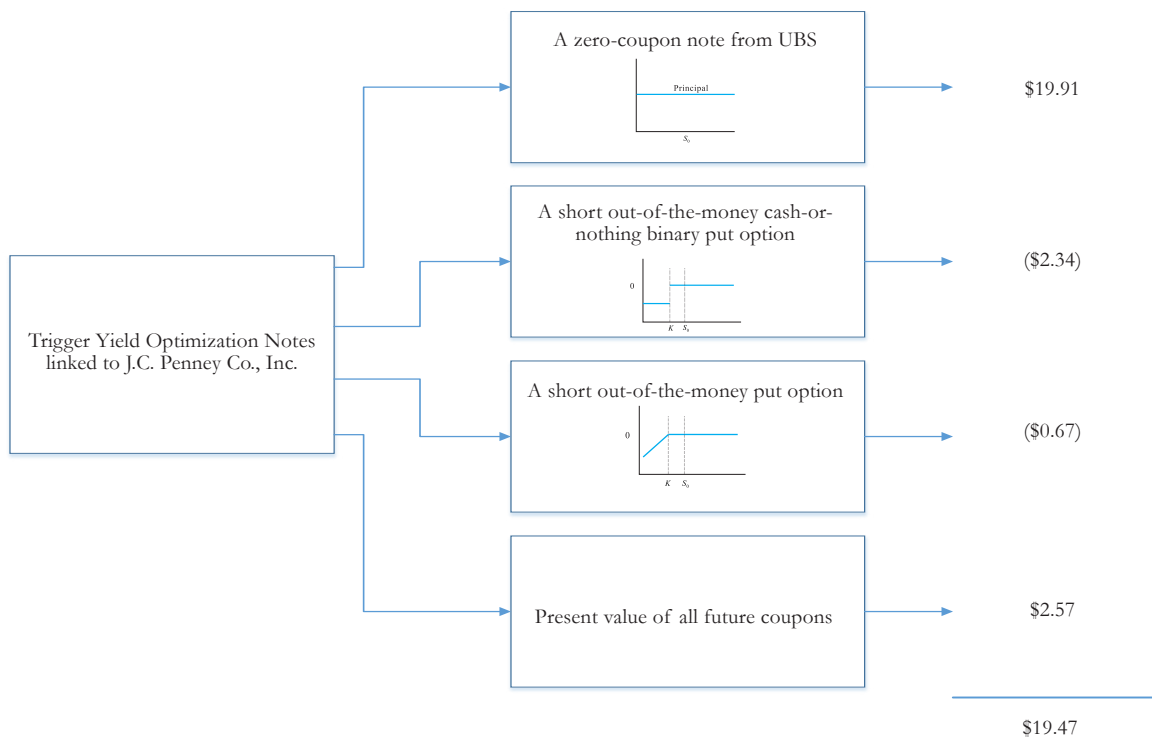 A zero-coupon note from UBS
Principal
S₀
$19.91
A short out-of-the-money cash-or-
nothing binary put option
0
K S₀
($2.34)
Trigger Yield Optimization Notes
linked to J.C. Penney Co., Inc.
A short out-of-the-money put option
0
K S₀
($0.67)
Present value of all future coupons
$2.57
$19.47